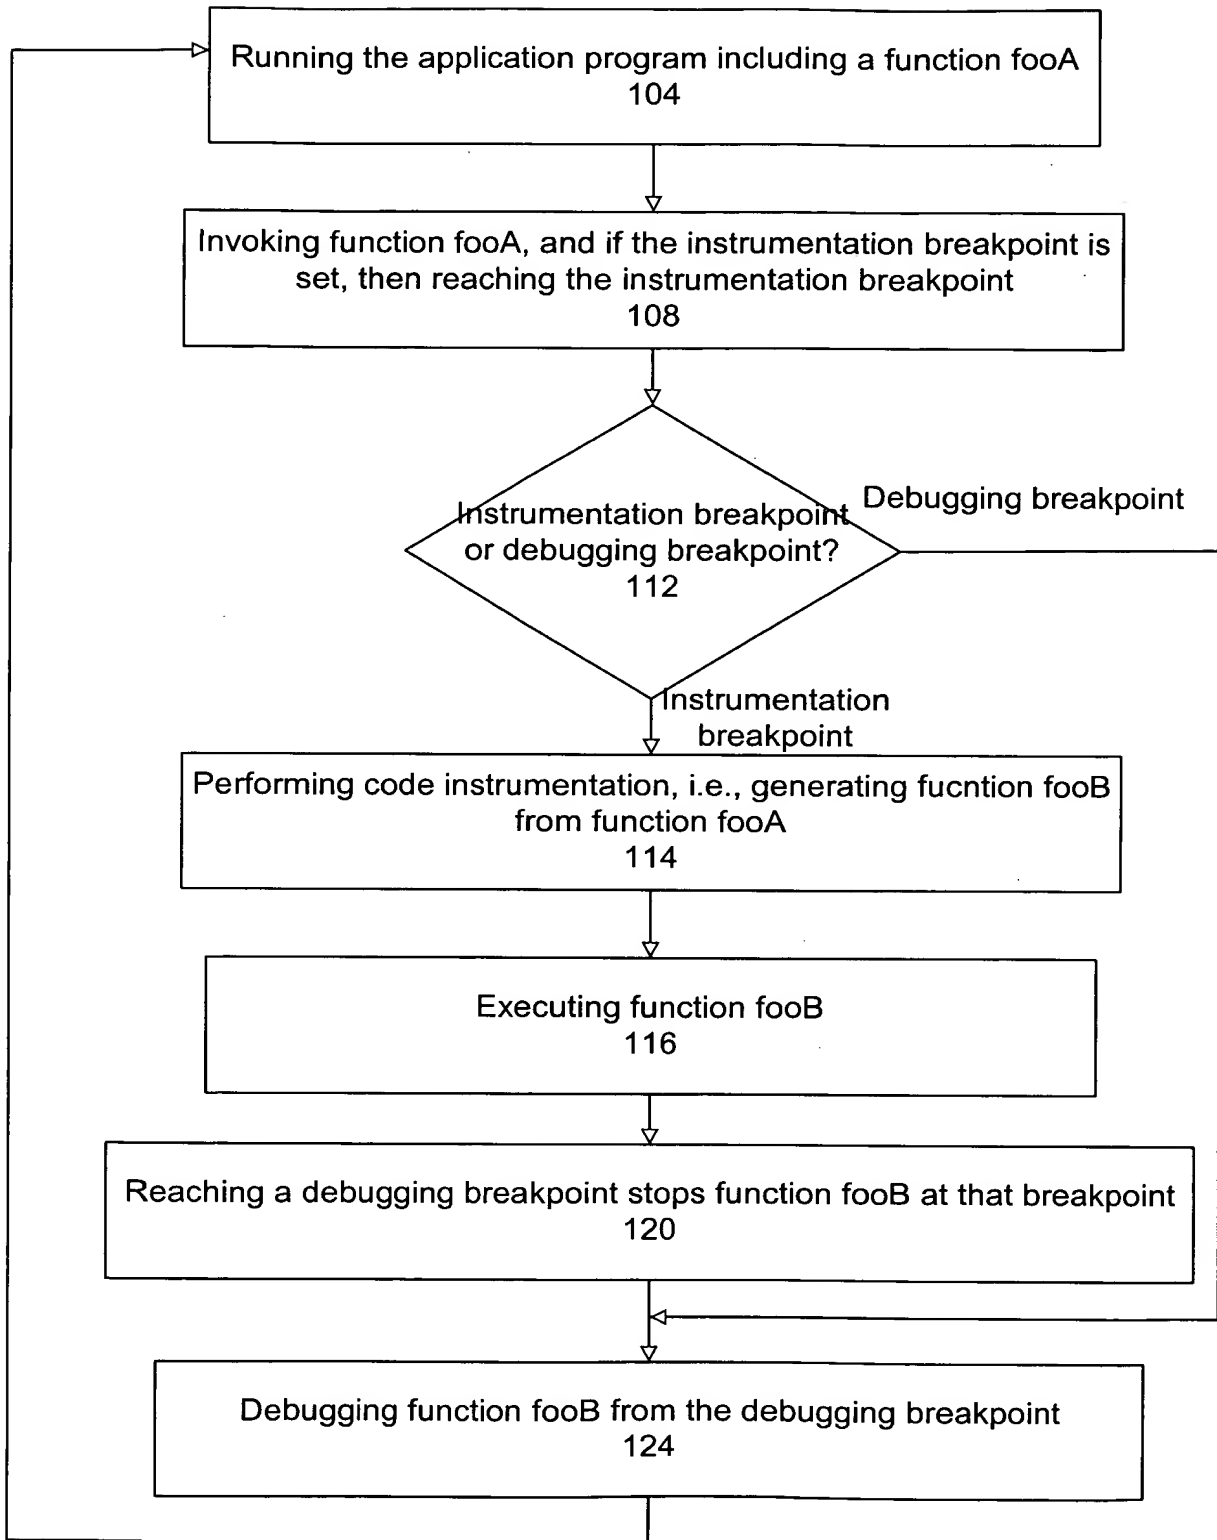 Running the application program including a function fooA
104
Invoking function fooA, and if the instrumentation breakpoint is
set, then reaching the instrumentation breakpoint
108
Debugging breakpoint
Instrumentation breakpoint
or debugging breakpoint?
112
Instrumentation
breakpoint
Performing code instrumentation, i.e., generating fucntion fooB
from function fooA
114
Executing function fooB
116
Reaching a debugging breakpoint stops function fooB at that breakpoint
120
Debugging function fooB from the debugging breakpoint
124